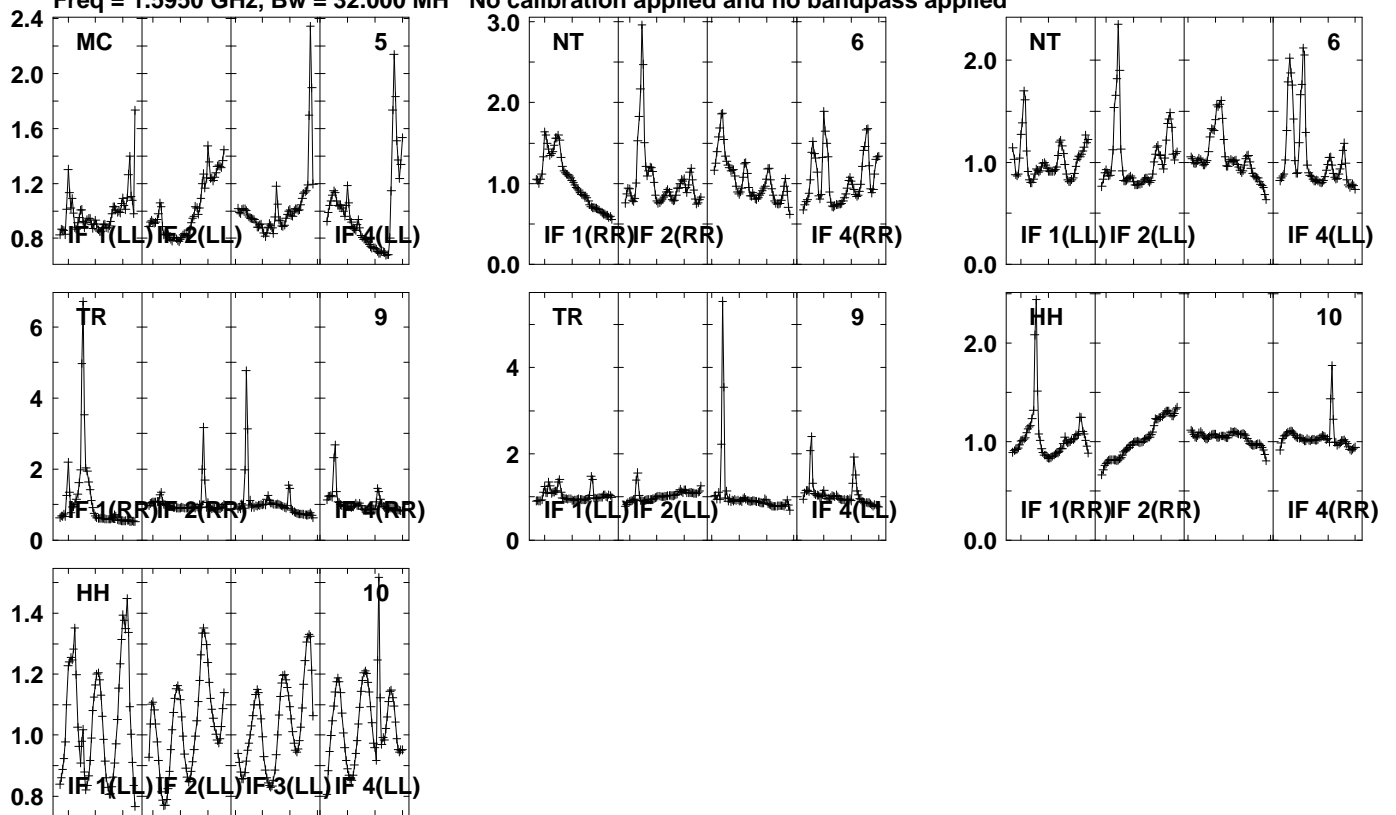 Freq = 1.5950 GHz, Bw = 32.000 MH No calibration applied and no bandpass applied
2.4
2.0
1.6
1.2
0.8
MC
5
IF 1(LL)
IF 2(LL)
IF 4(LL)
3.0
2.0
1.0
0.0
NT
6
IF 1(RR)
IF 2(RR)
IF 4(RR)
2.0
1.0
0.0
NT
6
IF 1(LL)
IF 2(LL)
IF 4(LL)
6
4
2
0
TR
9
IF 1(RR)
IF 2(RR)
IF 4(RR)
4
2
0
TR
9
IF 1(LL)
IF 2(LL)
IF 4(LL)
2.0
1.0
0.0
HH
10
IF 1(RR)
IF 2(RR)
IF 4(RR)
1.4
1.2
1.0
0.8
HH
10
IF 1(LL)
IF 2(LL)
IF 3(LL)
IF 4(LL)